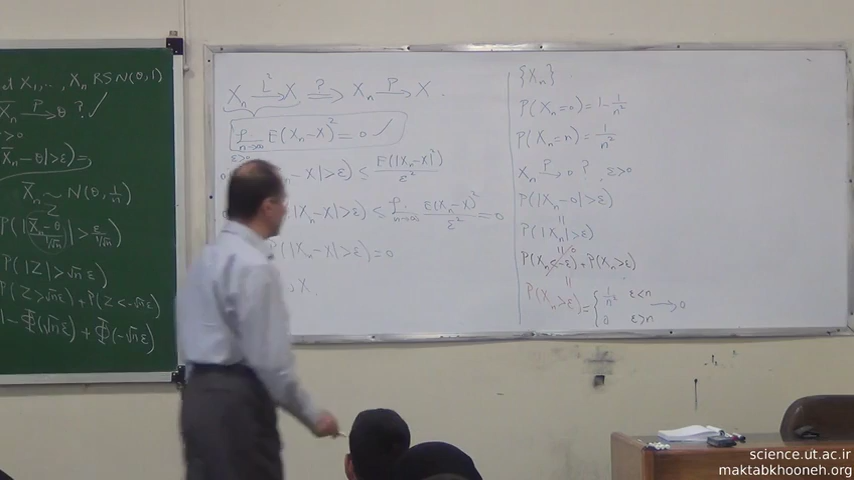 et X₁,..., Xₙ RS N(θ,1)
X̄ₙ →ᴾ θ ? ✓
>0
X̄ₙ-θ|>ε)=
X̄ₙ ~ N(θ, 1/n)
Z
P(|X̄ₙ-θ / 1/√n| > ε/1/√n)
P(|Z|>√n ε)
P(Z>√n ε) + P(Z<-√n ε)
1-Φ(√n ε) + Φ(-√n ε)
Xₙ →ᴸ² X ⇒? Xₙ →ᴾ X.
lim n→∞ E(Xₙ-X)² = 0 ✓
ε>0
ₙ-X|>ε) ≤ E(|Xₙ-X|²)/ε²
|Xₙ-X|>ε) ≤ lim n→∞ E(Xₙ-X)²/ε² = 0
P(|Xₙ-X|>ε)=0
X.
{Xₙ}
P(Xₙ=0)=1-1/n²
P(Xₙ=n)=1/n²
Xₙ →ᴾ 0 ? , ε>0
P(|Xₙ-0|>ε)
=
P(|Xₙ|>ε)
= 0
P(Xₙ<-ε)+P(Xₙ>ε)
=
P(Xₙ>ε)= { 1/n² ε<n
0 ε>n → 0
science.ut.ac.ir
maktabkhooneh.org